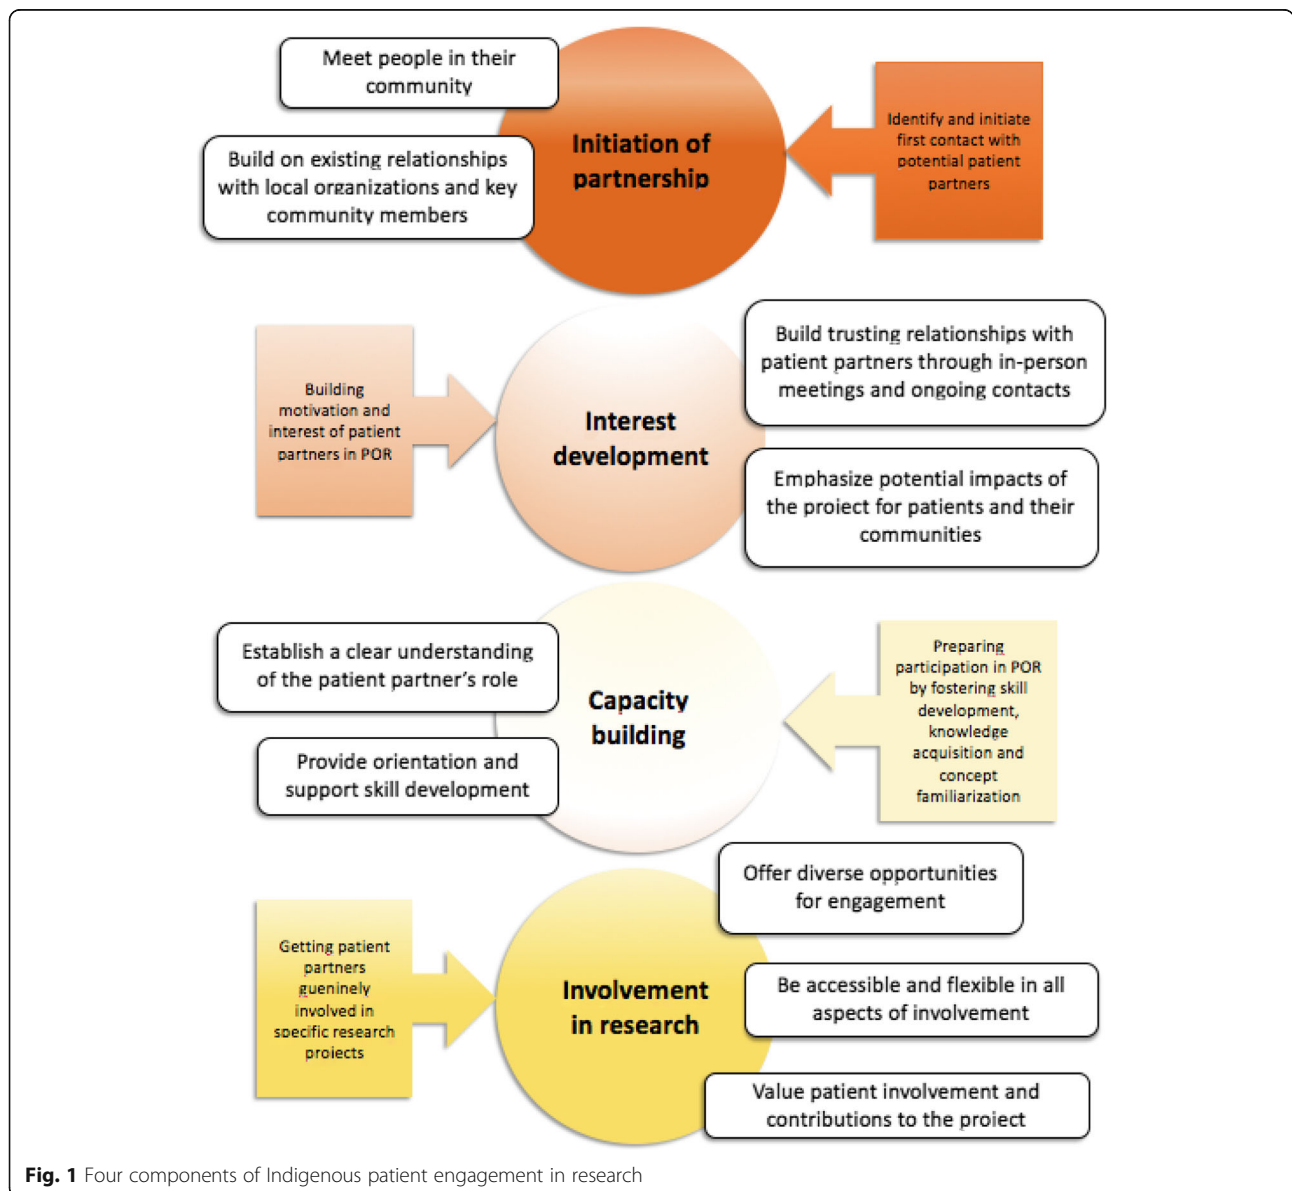 Meet people in their
community
Build on existing relationships
with local organizations and key
community members
Initiation of
partnership
Identify and initiate
first contact with
potential patient
partners
Building
motivation and
interest of patient
partners in POR
Interest
development
Build trusting relationships with
patient partners through in-person
meetings and ongoing contacts
Emphasize potential impacts of
the project for patients and their
communities
Establish a clear understanding
of the patient partner's role
Provide orientation and
support skill development
Capacity
building
Preparing
participation in POR
by fostering skill
development,
knowledge
acquisition and
concept
familiarization
Getting patient
partners
gueninely
involved in
specific research
projects
Involvement
in research
Offer diverse opportunities
for engagement
Be accessible and flexible in all
aspects of involvement
Value patient involvement and
contributions to the project
Fig. 1 Four components of Indigenous patient engagement in research